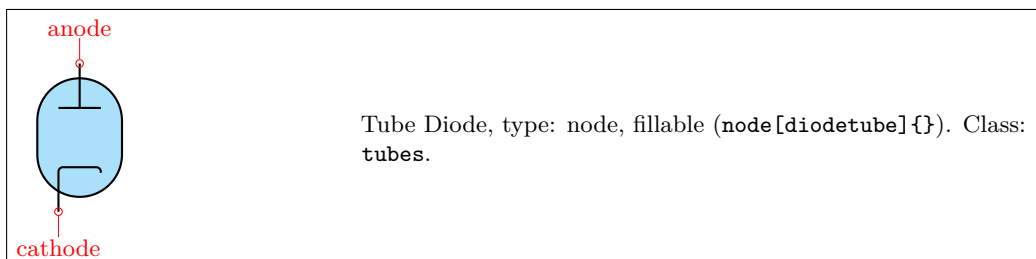 anode
Tube Diode, type: node, fillable (node[diodetube]{}). Class:
tubes.
cathode